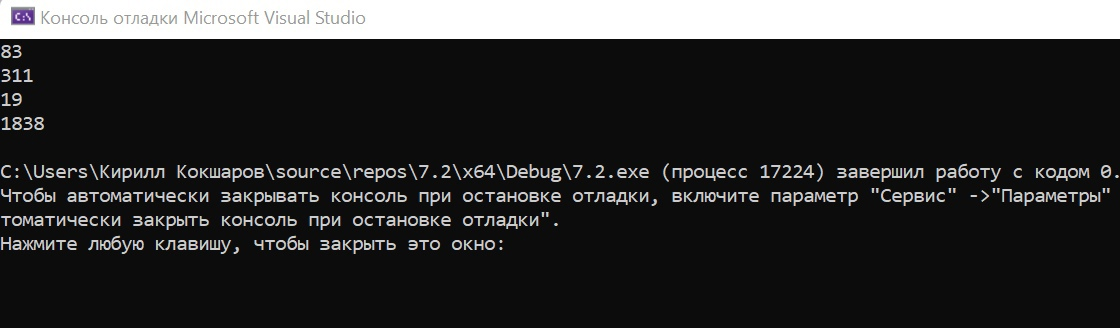 Консоль отладки Microsoft Visual Studio
83
311
19
1838
C:\Users\Кирилл Кокшаров\source\repos\7.2\x64\Debug\7.2.exe (процесс 17224) завершил работу с кодом 0.
Чтобы автоматически закрывать консоль при остановке отладки, включите параметр "Сервис" ->"Параметры"
томатически закрыть консоль при остановке отладки".
Нажмите любую клавишу, чтобы закрыть это окно: